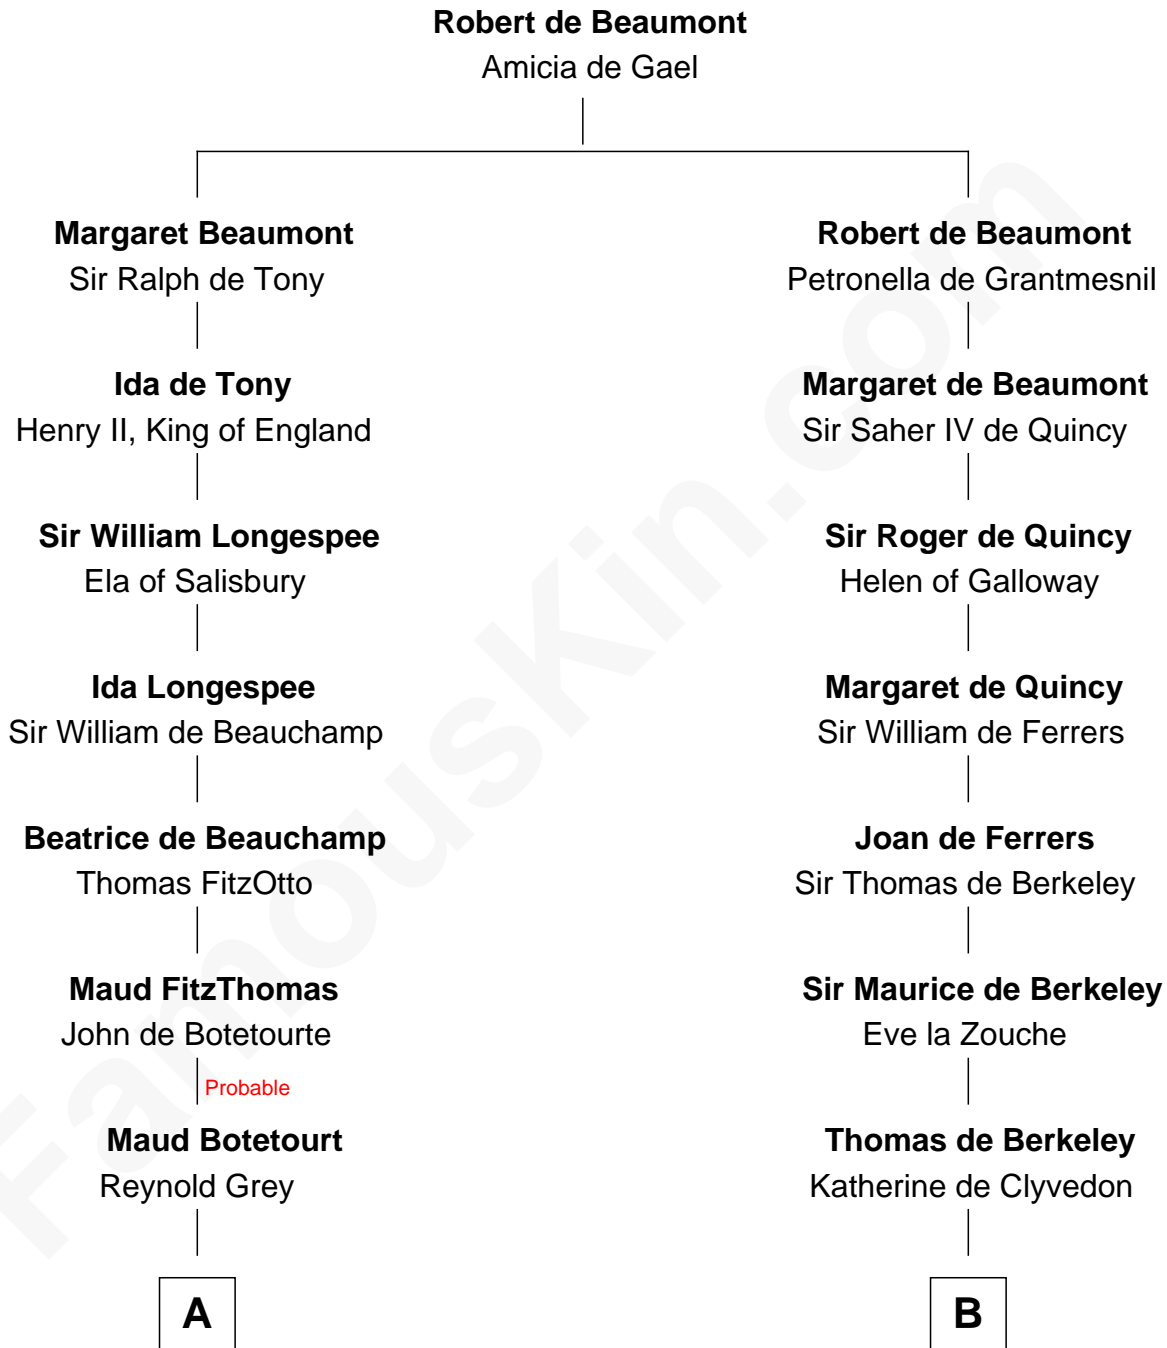 Robert de Beaumont
Amicia de Gael
Margaret Beaumont
Sir Ralph de Tony
Robert de Beaumont
Petronella de Grantmesnil
Ida de Tony
Henry II, King of England
Margaret de Beaumont
Sir Saher IV de Quincy
Sir William Longespee
Ela of Salisbury
Sir Roger de Quincy
Helen of Galloway
Ida Longespee
Sir William de Beauchamp
Margaret de Quincy
Sir William de Ferrers
Beatrice de Beauchamp
Thomas FitzOtto
Joan de Ferrers
Sir Thomas de Berkeley
Maud FitzThomas
John de Botetourte
Sir Maurice de Berkeley
Eve la Zouche
Probable
Maud Botetourt
Reynold Grey
Thomas de Berkeley
Katherine de Clyvedon
A
B
FamousKin.com